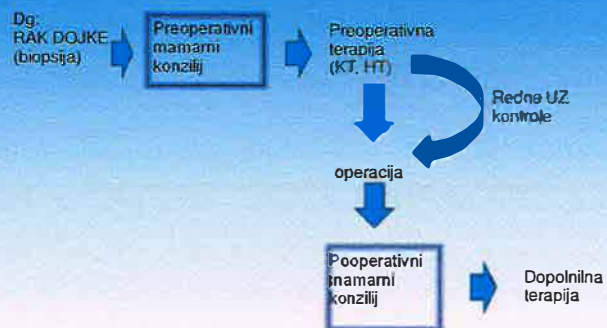 Dg:
RAK DOJKE
(biopsija)
Preoperativni
mamarni
konzilij
Preoperativna
terapija
(KT, HT)
Redne UZ
kontrole
operacija
Pooperativni
mamarni
konzilij
Dopolnilna
terapija